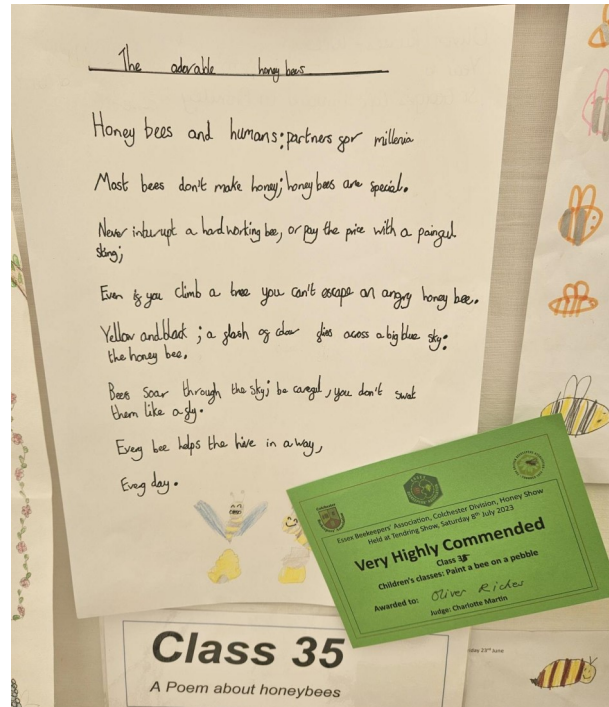 The adorable honey bees
Honey bees and humans: partners for millenia
Most bees don't make honey; honey bees are special.
Never a hard working bee, or pay the price with a painful
sting;
Even if you climb a tree you can't escape an angry honey bee.
Yellow and black ; a flash of colour flies across a big blue sky:
the honey bee.
Bees soar through the sky; be careful, you don't swat
them like a fly.
Every bee helps the hive in a way,
Every day.
Colchester
Essex Beekeepers' Association, Colchester Division, Honey Show
Held at Tendring Show, Saturday 8th July 2023
Very Highly Commended
Class 35
Children's classes: Paint a bee on a pebble
Awarded to: Oliver
Judge: Charlotte Martin
Class 35
A Poem about honeybees
23rd June